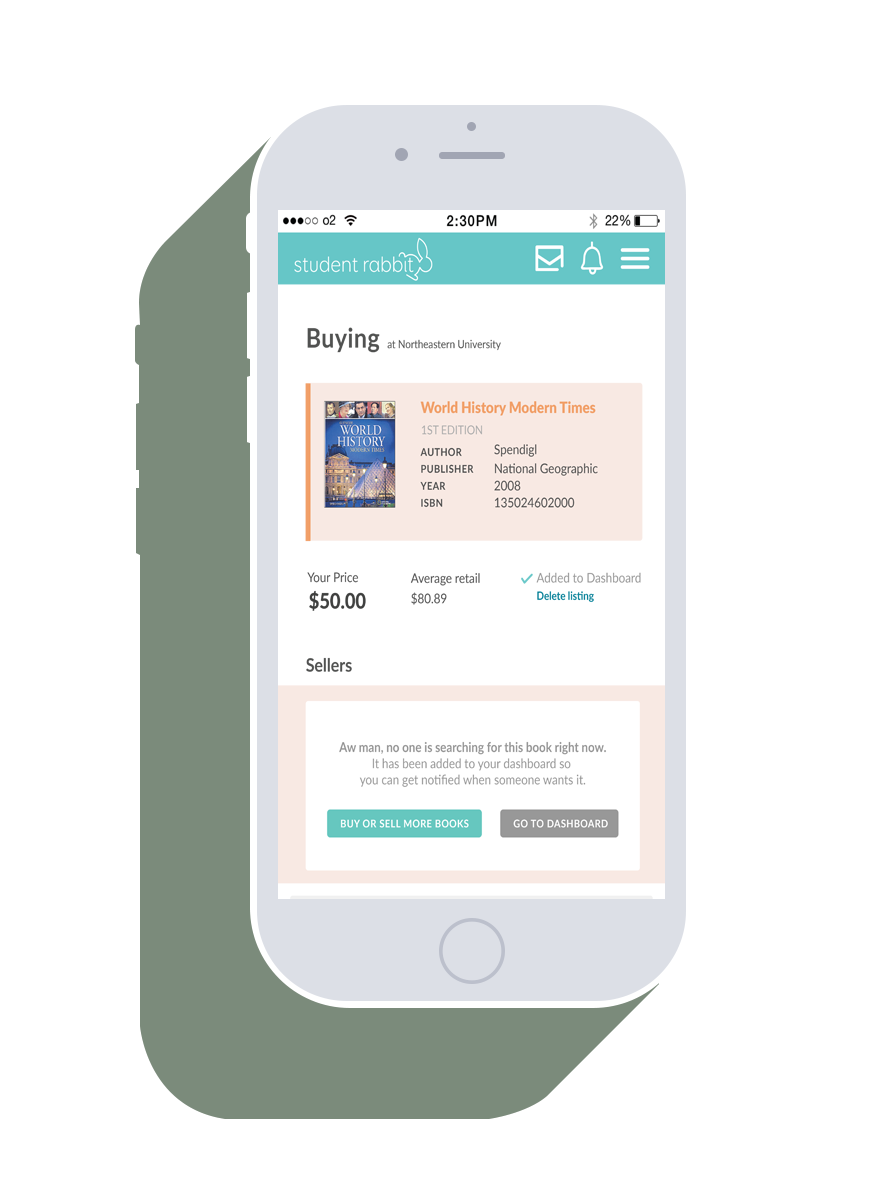 o2 2:30PM 22%
student rabbit
Buying at Northeastern University
WORLD
HISTORY
MODERN TIMES
World History Modern Times
1ST EDITION
AUTHOR Spendigl
PUBLISHER National Geographic
YEAR 2008
ISBN 135024602000
Your Price Average retail Added to Dashboard
$50.00 $80.89 Delete listing
Sellers
Aw man, no one is searching for this book right now.
It has been added to your dashboard so
you can get notified when someone wants it.
BUY OR SELL MORE BOOKS GO TO DASHBOARD